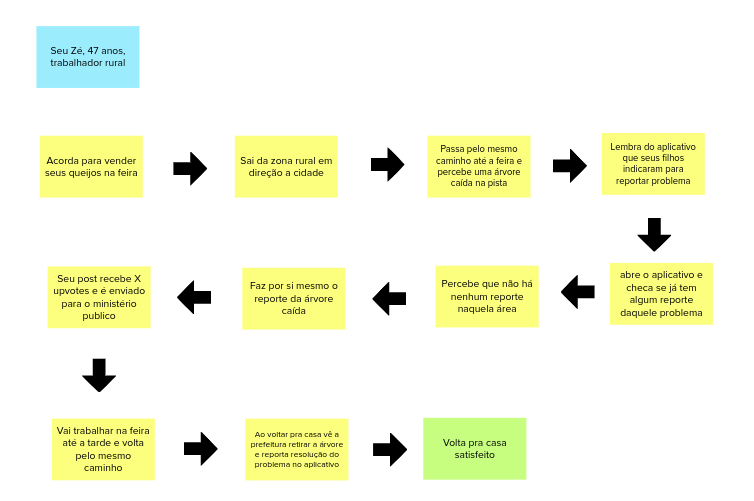 Seu Zé, 47 anos,
trabalhador rural
Acorda para vender
seus queijos na feira
Sai da zona rural em
direção a cidade
Passa pelo mesmo
caminho até a feira e
percebe uma árvore
caída na pista
Lembra do aplicativo
que seus filhos
indicaram para
reportar problema
abre o aplicativo e
checa se já tem
algum reporte
daquele problema
Percebe que não há
nenhum reporte
naquela área
Faz por si mesmo o
reporte da árvore
caída
Seu post recebe X
upvotes e é enviado
para o ministério
publico
Vai trabalhar na feira
até a tarde e volta
pelo mesmo
caminho
Ao voltar pra casa vê a
prefeitura retirar a árvore
e reporta resolução do
problema no aplicativo
Volta pra casa
satisfeito